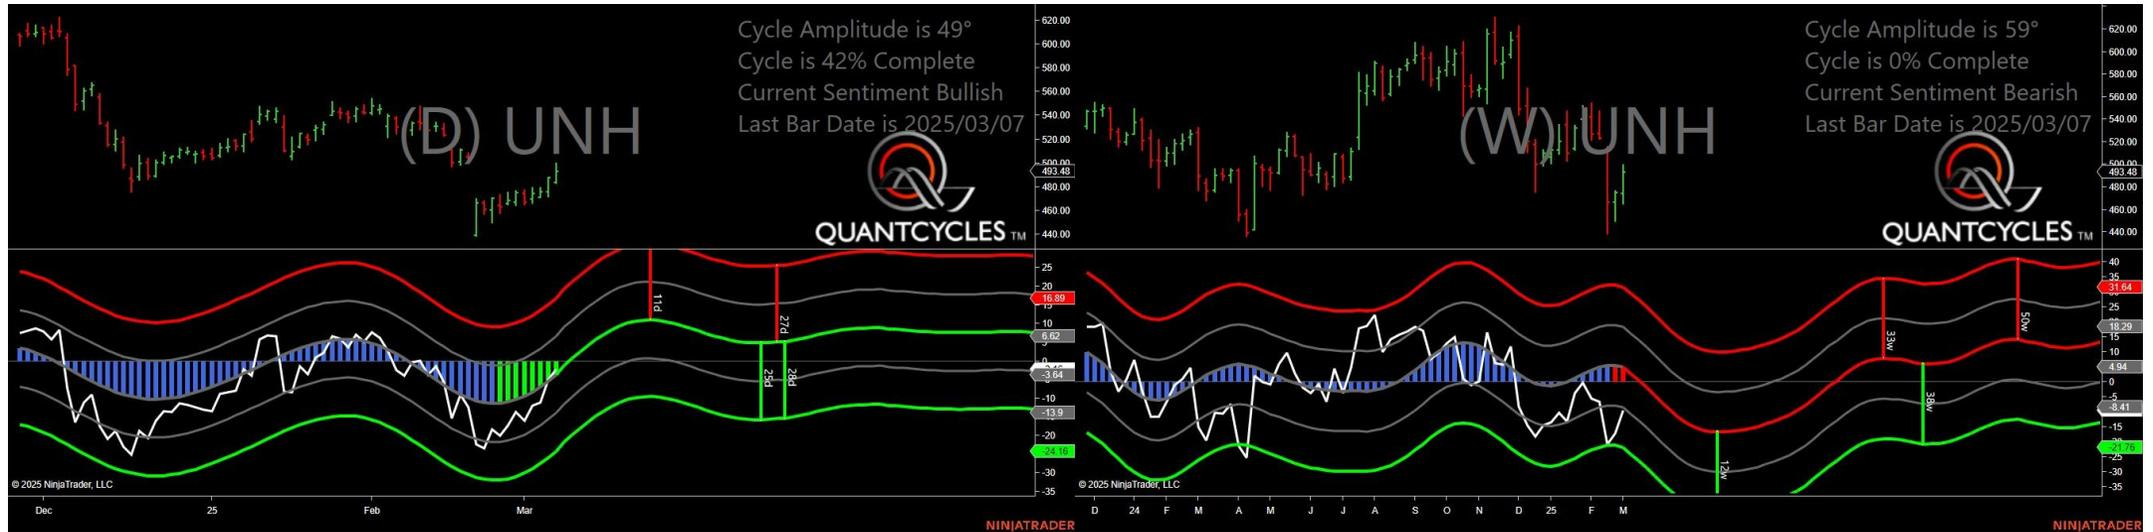 Cycle Amplitude is 49°
Cycle is 42% Complete
Current Sentiment Bullish
Last Bar Date is 2025/03/07
(D) UNH
QUANTCYCLES TM
620.00
600.00
580.00
560.00
540.00
520.00
500.00
493.48
480.00
460.00
440.00
25
20
16.89
10
6.62
5
0
-3.64
-10
-13.9
-20
-24.16
-30
-35
11d
27d
25d
28d
© 2025 NinjaTrader, LLC
Dec
25
Feb
Mar
NINJATRADER
Cycle Amplitude is 59°
Cycle is 0% Complete
Current Sentiment Bearish
Last Bar Date is 2025/03/07
(W) UNH
QUANTCYCLES TM
620.00
600.00
580.00
560.00
540.00
520.00
500.00
493.48
480.00
460.00
440.00
40
35
31.64
25
18.29
15
10
4.94
0
-5
-8.41
-15
-21.76
-25
-30
-35
12w
33w
38w
50w
© 2025 NinjaTrader, LLC
D
24
F
M
A
M
J
J
A
S
O
N
D
25
F
M
NINJATRADER